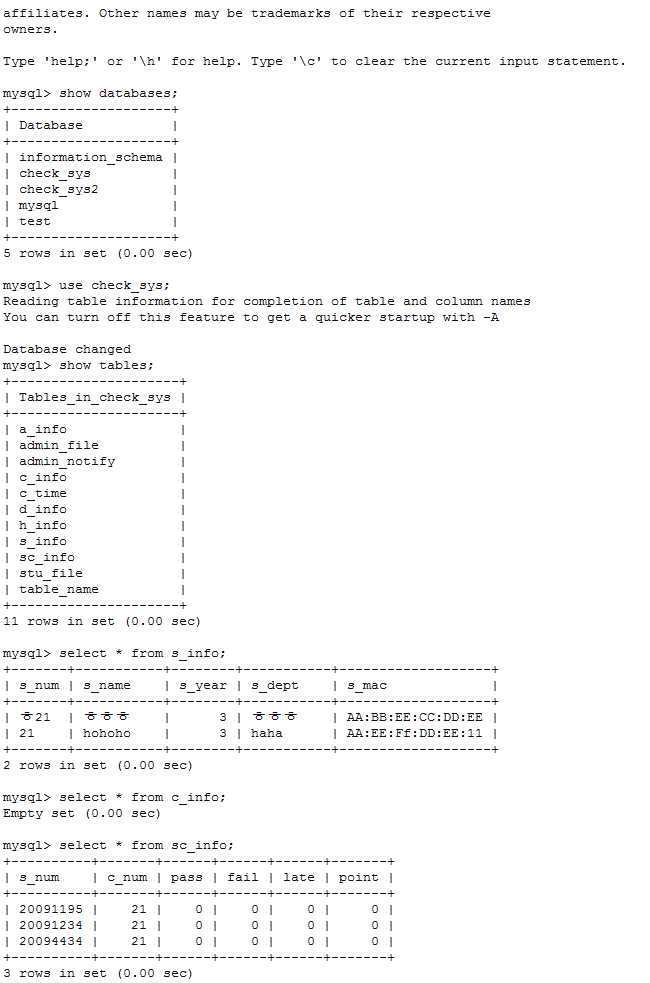 affiliates. Other names may be trademarks of their respective
owners.
Type 'help;' or '\h' for help. Type '\c' to clear the current input statement.
mysql> show databases;
+--------------------+
| Database           |
+--------------------+
| information_schema |
| check_sys          |
| check_sys2         |
| mysql              |
| test               |
+--------------------+
5 rows in set (0.00 sec)
mysql> use check_sys;
Reading table information for completion of table and column names
You can turn off this feature to get a quicker startup with -A
Database changed
mysql> show tables;
+---------------------+
| Tables_in_check_sys |
+---------------------+
| a_info              |
| admin_file          |
| admin_notify        |
| c_info              |
| c_time              |
| d_info              |
| h_info              |
| s_info              |
| sc_info             |
| stu_file            |
| table_name          |
+---------------------+
11 rows in set (0.00 sec)
mysql> select * from s_info;
+-------+-----------+--------+-----------+-------------------+
| s_num | s_name    | s_year | s_dept    | s_mac             |
+-------+-----------+--------+-----------+-------------------+
| ㅎ21  | ㅎㅎㅎ    |      3 | ㅎㅎㅎ    | AA:BB:EE:CC:DD:EE |
| 21    | hohoho    |      3 | haha      | AA:EE:Ff:DD:EE:11 |
+-------+-----------+--------+-----------+-------------------+
2 rows in set (0.00 sec)
mysql> select * from c_info;
Empty set (0.00 sec)
mysql> select * from sc_info;
+----------+-------+------+------+------+-------+
| s_num    | c_num | pass | fail | late | point |
+----------+-------+------+------+------+-------+
| 20091195 |    21 |    0 |    0 |    0 |     0 |
| 20091234 |    21 |    0 |    0 |    0 |     0 |
| 20094434 |    21 |    0 |    0 |    0 |     0 |
+----------+-------+------+------+------+-------+
3 rows in set (0.00 sec)